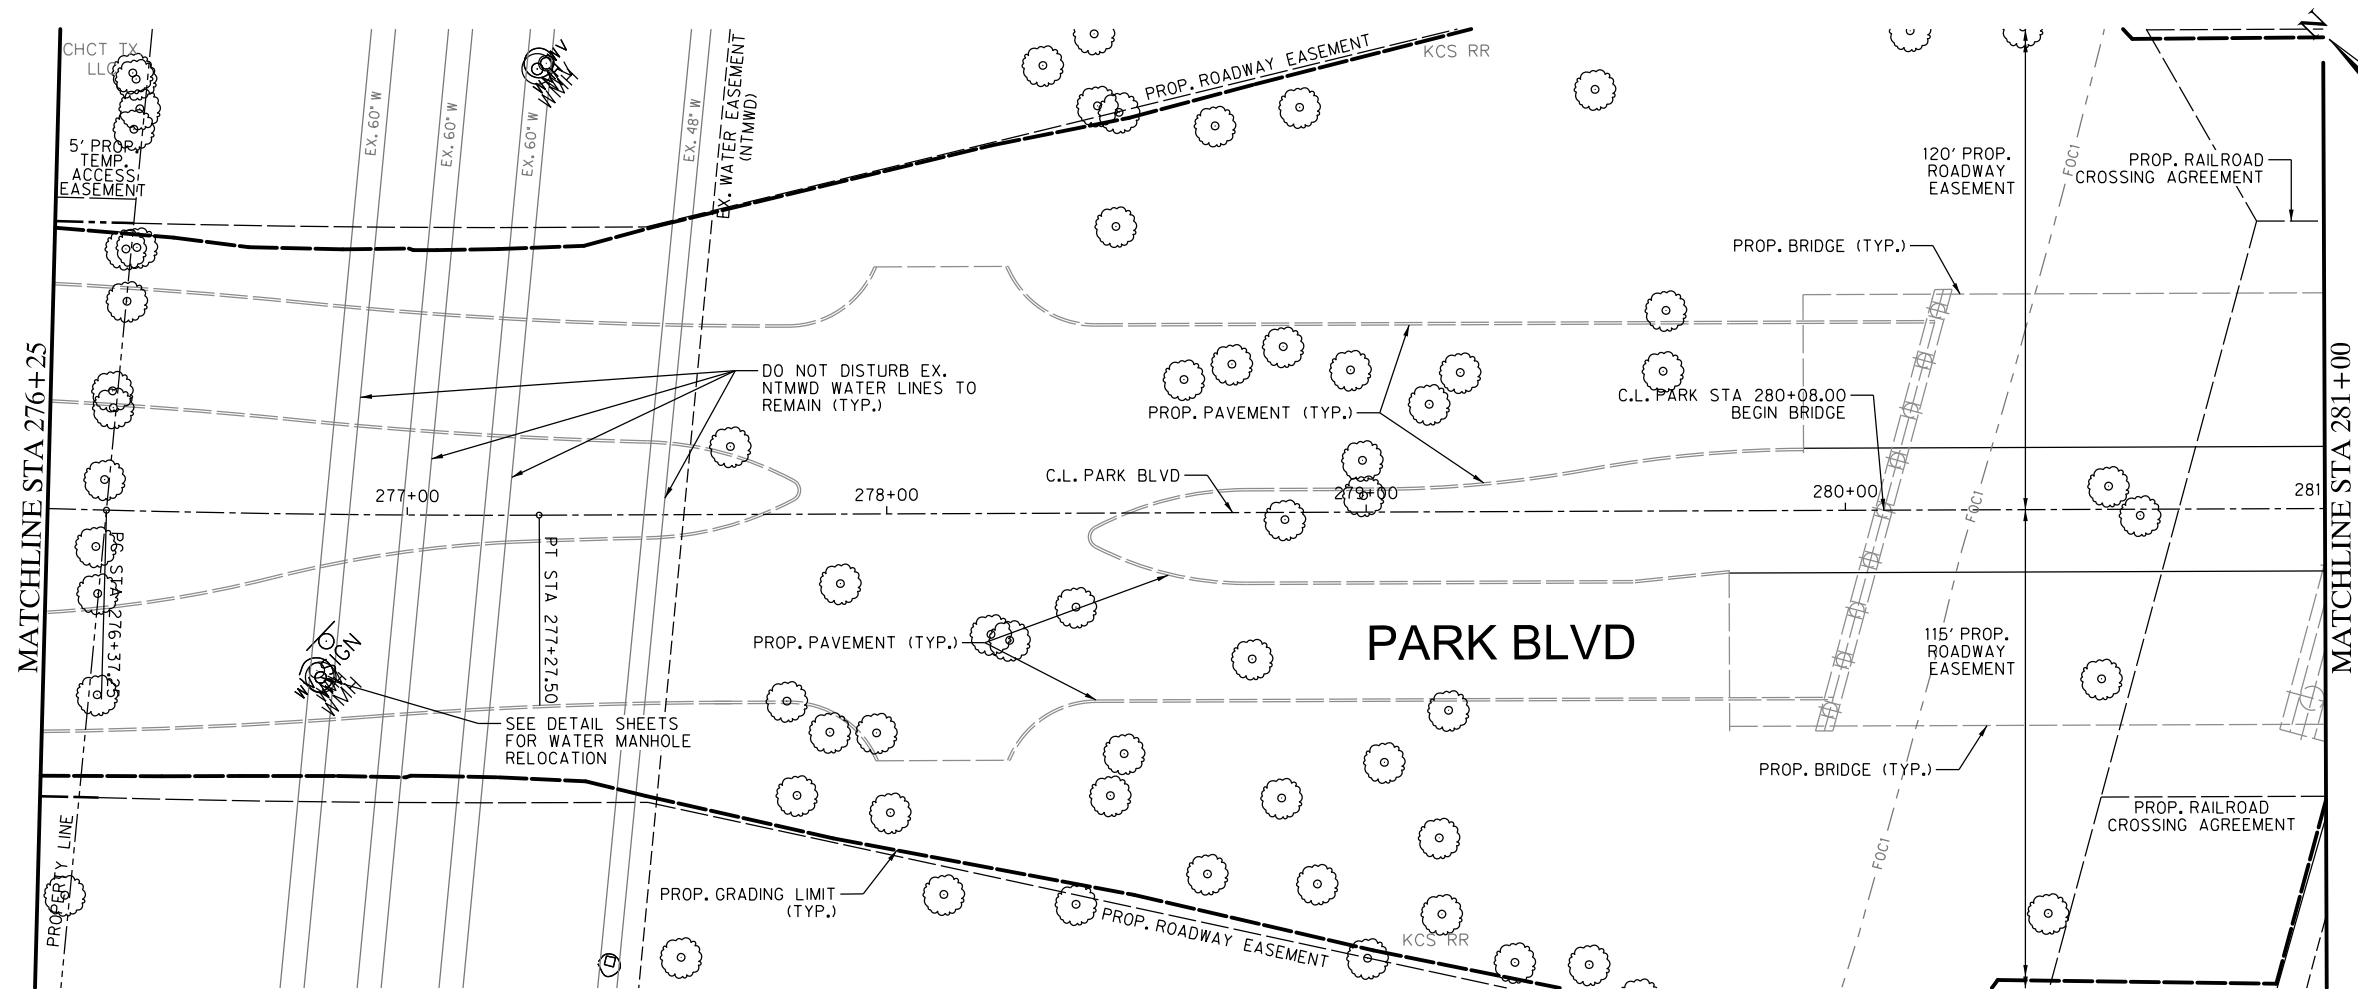 N
CHCT TX
LLC
WV
WMH
EX. 60" W
EX. 60" W
EX. 60" W
EX. 48" W
EX. WATER EASEMENT
(NTMWD)
PROP. ROADWAY EASEMENT
KCS RR
5' PROP.
TEMP.
ACCESS
EASEMENT
120' PROP.
ROADWAY
EASEMENT
FOC1
PROP. RAILROAD
CROSSING AGREEMENT
PROP. BRIDGE (TYP.)
MATCHLINE STA 276+25
DO NOT DISTURB EX.
NTMWD WATER LINES TO
REMAIN (TYP.)
PROP. PAVEMENT (TYP.)
C.L. PARK STA 280+08.00
BEGIN BRIDGE
C.L. PARK BLVD
277+00
278+00
279+00
280+00
281
FOC1
MATCHLINE STA 281+00
PC STA 276+37.25
PT STA 277+27.50
SIGN
WV
WMH
PROP. PAVEMENT (TYP.)
PARK BLVD
115' PROP.
ROADWAY
EASEMENT
SEE DETAIL SHEETS
FOR WATER MANHOLE
RELOCATION
PROP. BRIDGE (TYP.)
PROP. RAILROAD
CROSSING AGREEMENT
PROPERTY LINE
FOC1
PROP. GRADING LIMIT
(TYP.)
PROP. ROADWAY EASEMENT
KCS RR